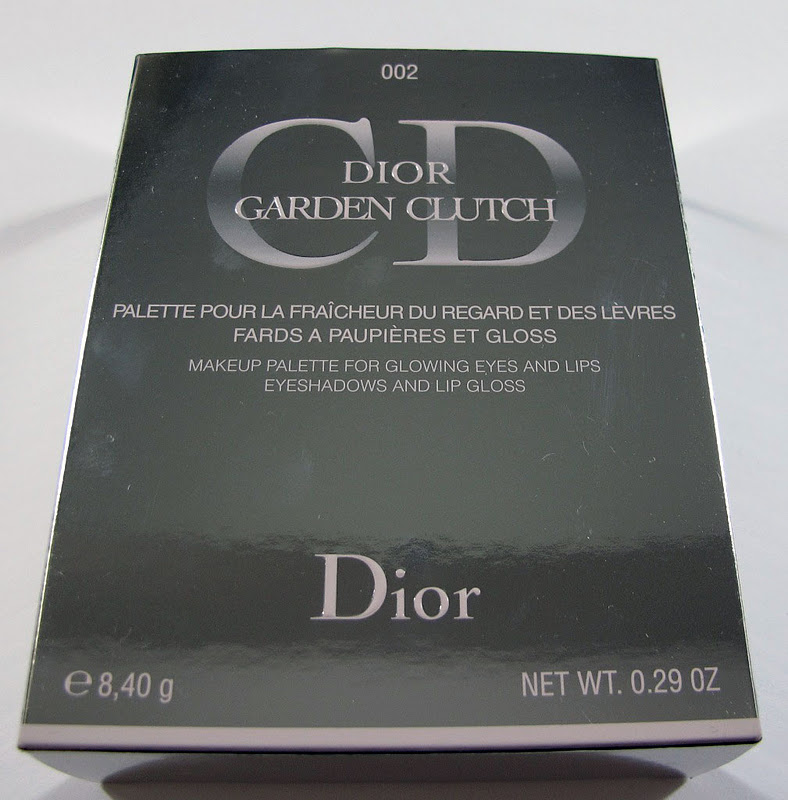 002
CD
DIOR
GARDEN CLUTCH
PALETTE POUR LA FRAÎCHEUR DU REGARD ET DES LÈVRES
FARDS A PAUPIÈRES ET GLOSS
MAKEUP PALETTE FOR GLOWING EYES AND LIPS
EYESHADOWS AND LIP GLOSS
Dior
℮ 8,40 g NET WT. 0.29 OZ